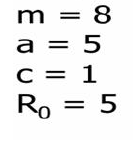 m = 8
a = 5
c = 1
R₀ = 5